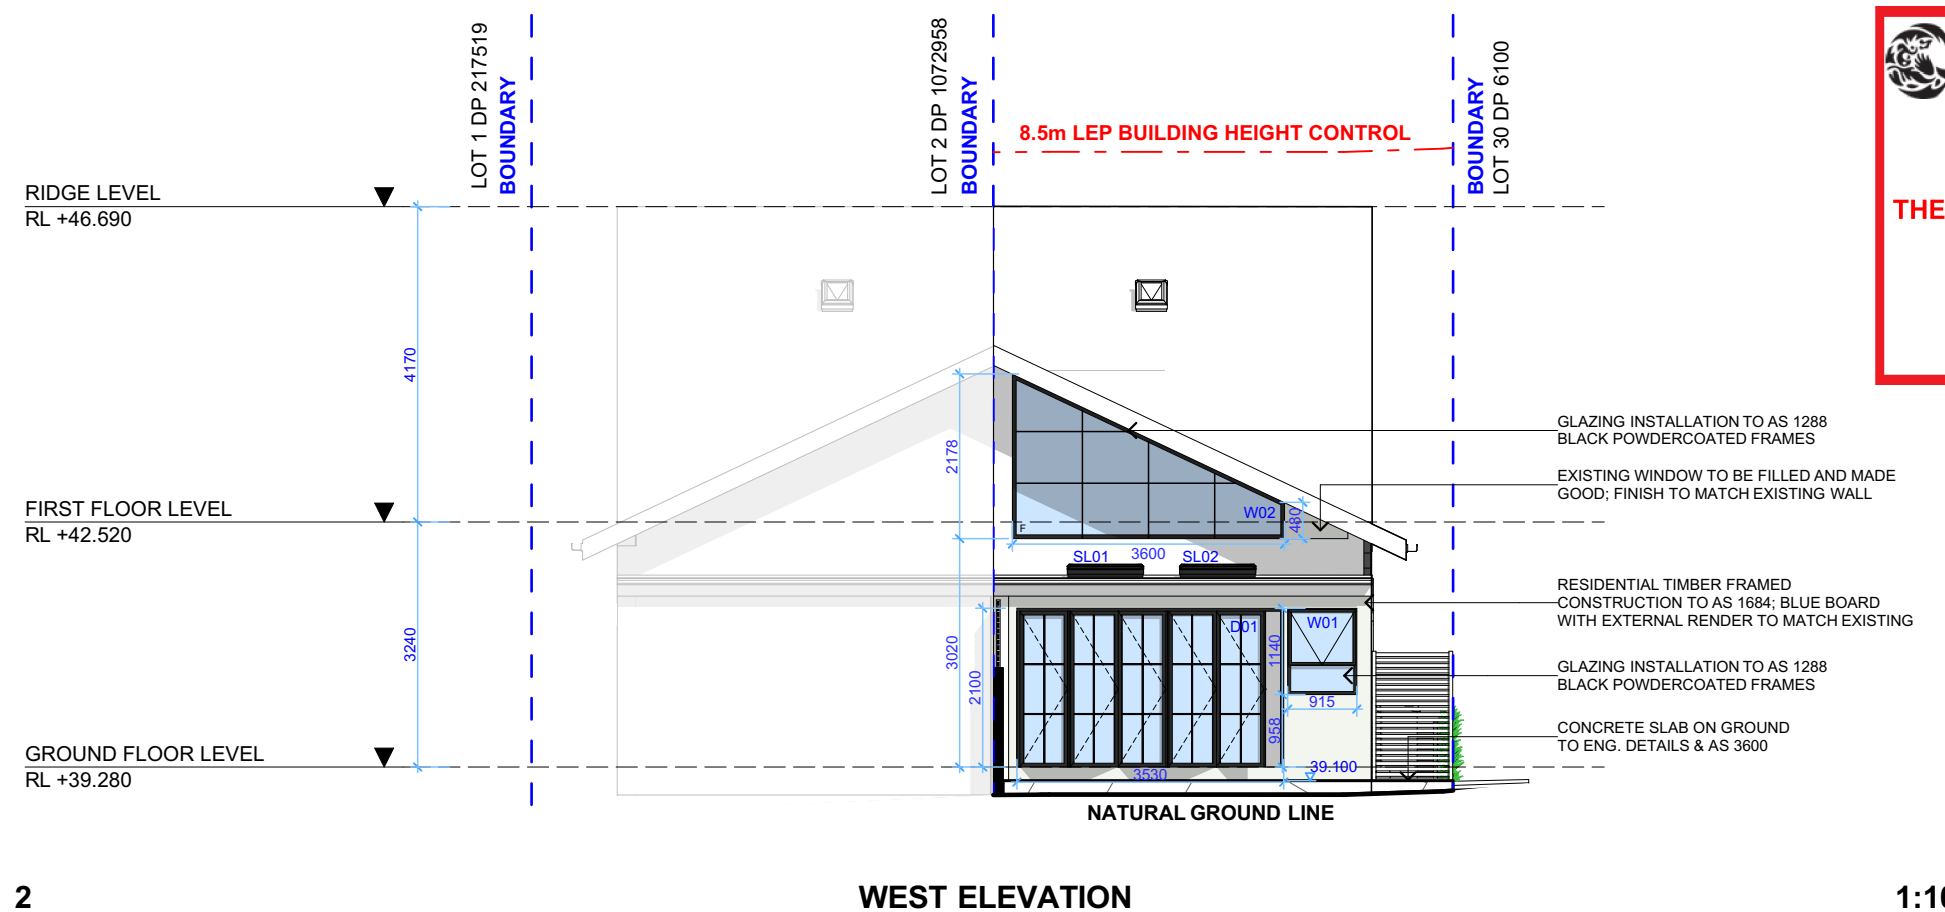 LOT 1 DP 217519
BOUNDARY
LOT 2 DP 1072958
BOUNDARY
8.5m LEP BUILDING HEIGHT CONTROL
BOUNDARY
LOT 30 DP 6100
THE
RIDGE LEVEL
RL +46.690
4170
FIRST FLOOR LEVEL
RL +42.520
3240
GROUND FLOOR LEVEL
RL +39.280
2178
3020
2100
F
W02
480
3600
SL01
SL02
D01
W01
1140
915
958
3530
39.100
NATURAL GROUND LINE
GLAZING INSTALLATION TO AS 1288
BLACK POWDERCOATED FRAMES
EXISTING WINDOW TO BE FILLED AND MADE
GOOD; FINISH TO MATCH EXISTING WALL
RESIDENTIAL TIMBER FRAMED
CONSTRUCTION TO AS 1684; BLUE BOARD
WITH EXTERNAL RENDER TO MATCH EXISTING
GLAZING INSTALLATION TO AS 1288
BLACK POWDERCOATED FRAMES
CONCRETE SLAB ON GROUND
TO ENG. DETAILS & AS 3600
2
WEST ELEVATION